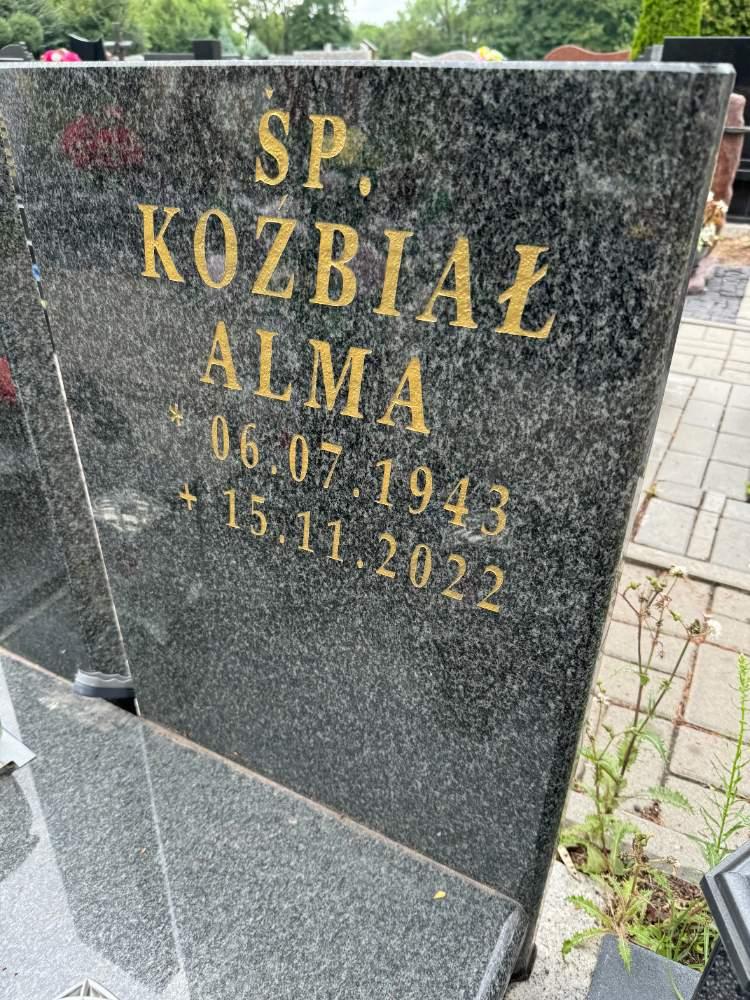 ŚP.
KOŹBIAŁ
ALMA
* 06.07.1943
+ 15.11.2022